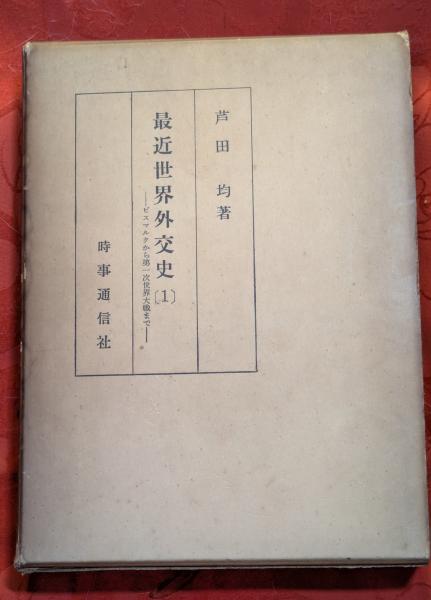 芦田 均著
最近世界外交史〔1〕
――ビスマルクから第一次世界大戦まで――
時事通信社